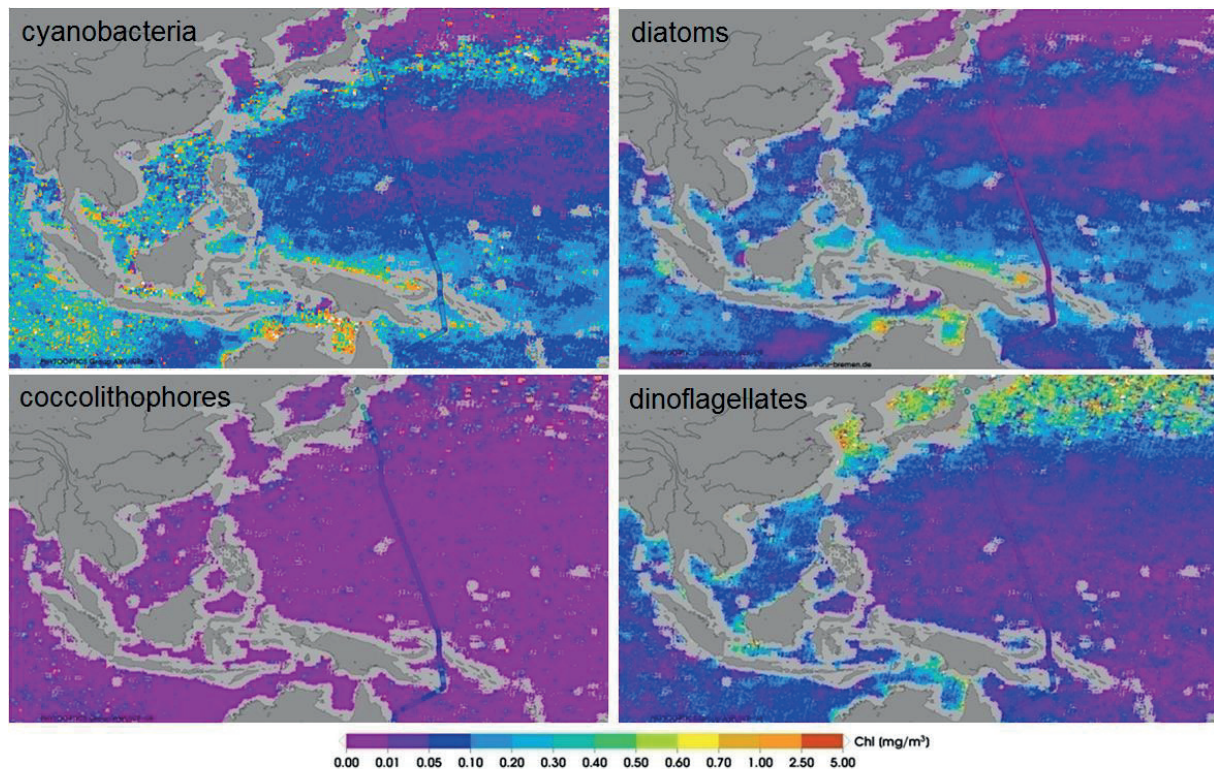 cyanobacteria
diatoms
coccolithophores
dinoflagellates
Chl (mg/m³)
0.00 0.01 0.05 0.10 0.20 0.30 0.40 0.50 0.60 0.70 1.00 2.50 5.00